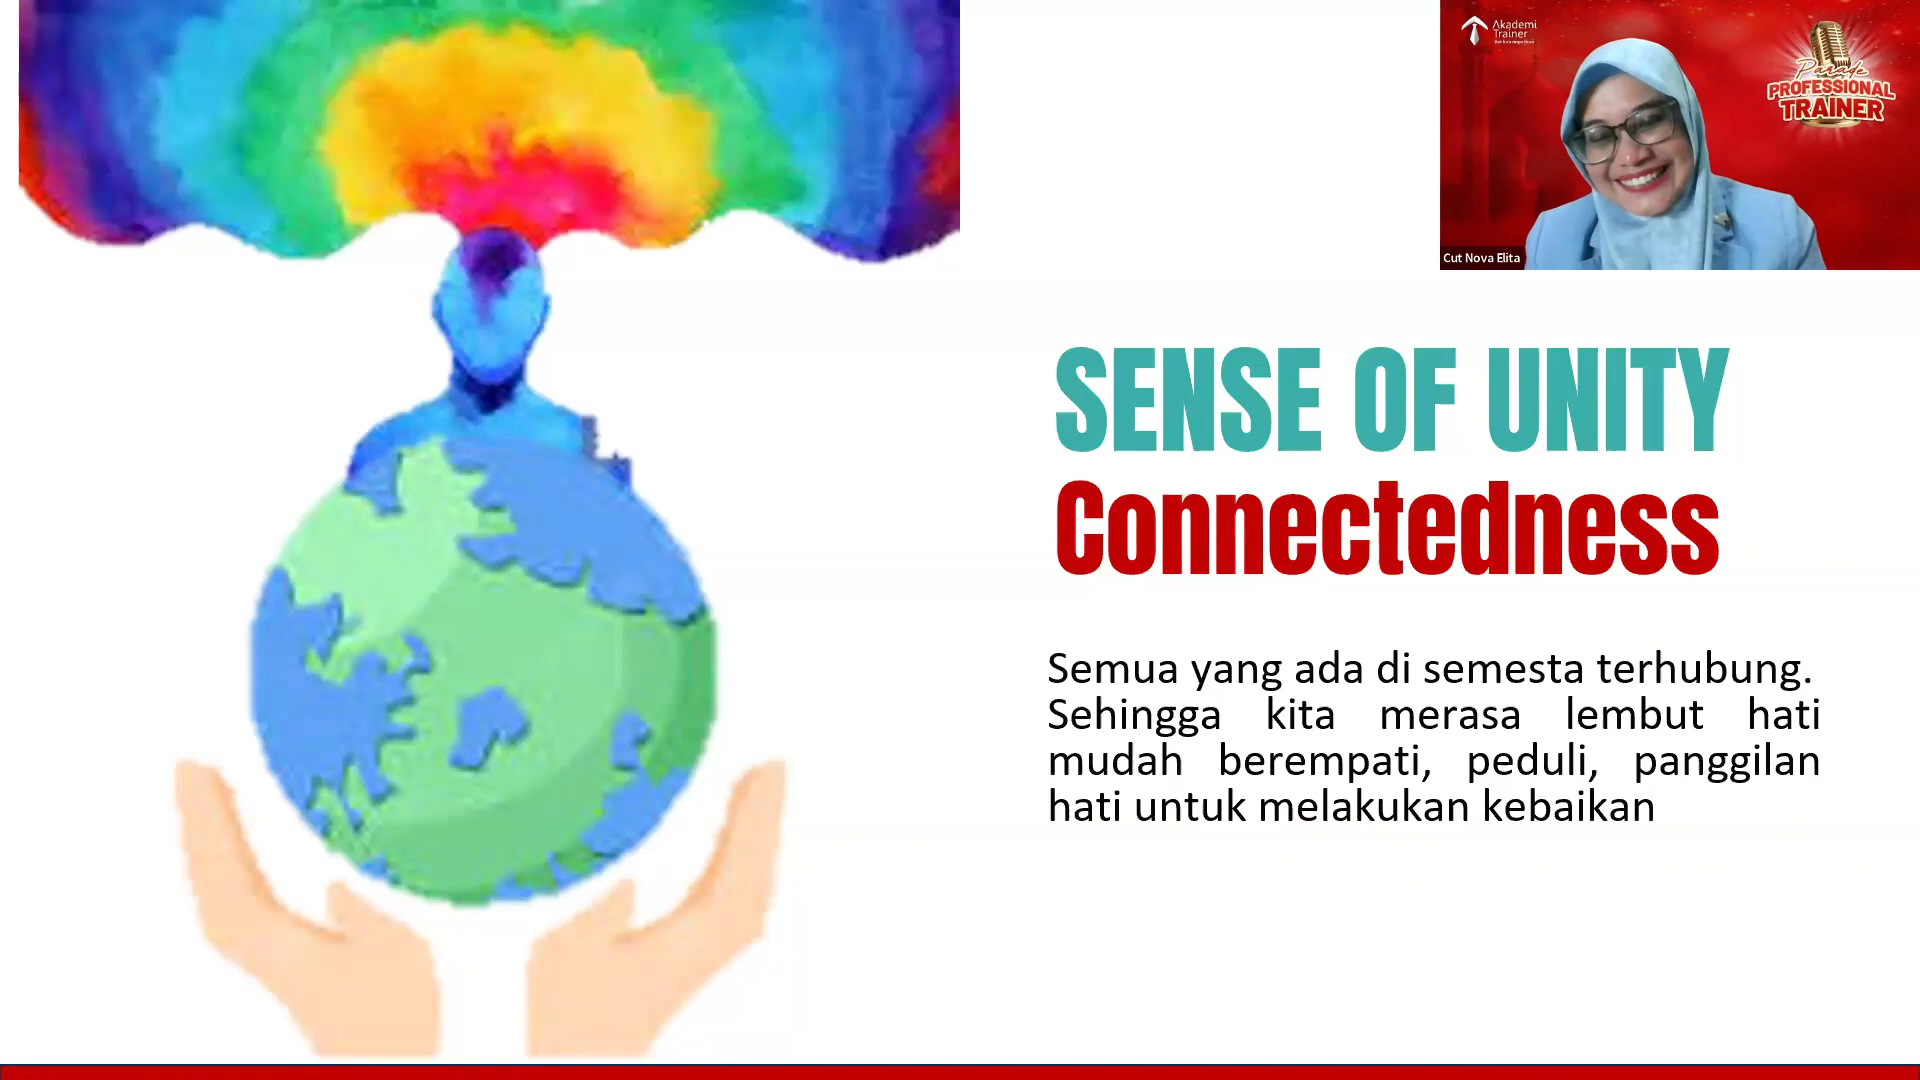 Akademi
Trainer
Parade
PROFESSIONAL
TRAINER
Cut Nova Elita
SENSE OF UNITY
Connectedness
Semua yang ada di semesta terhubung.
Sehingga kita merasa lembut hati
mudah berempati, peduli, panggilan
hati untuk melakukan kebaikan